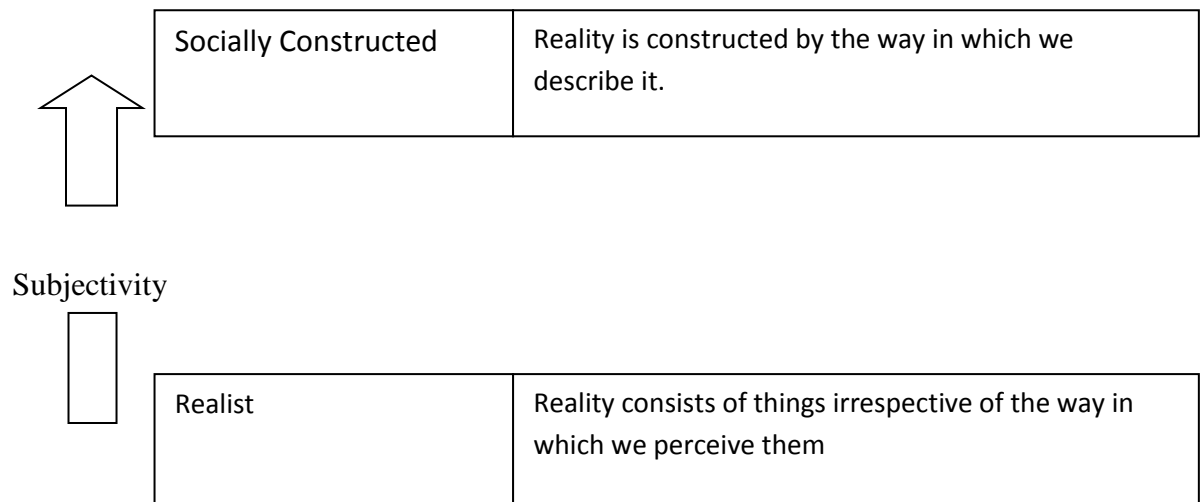 Socially Constructed
Reality is constructed by the way in which we
describe it.
Subjectivity
Realist
Reality consists of things irrespective of the way in
which we perceive them